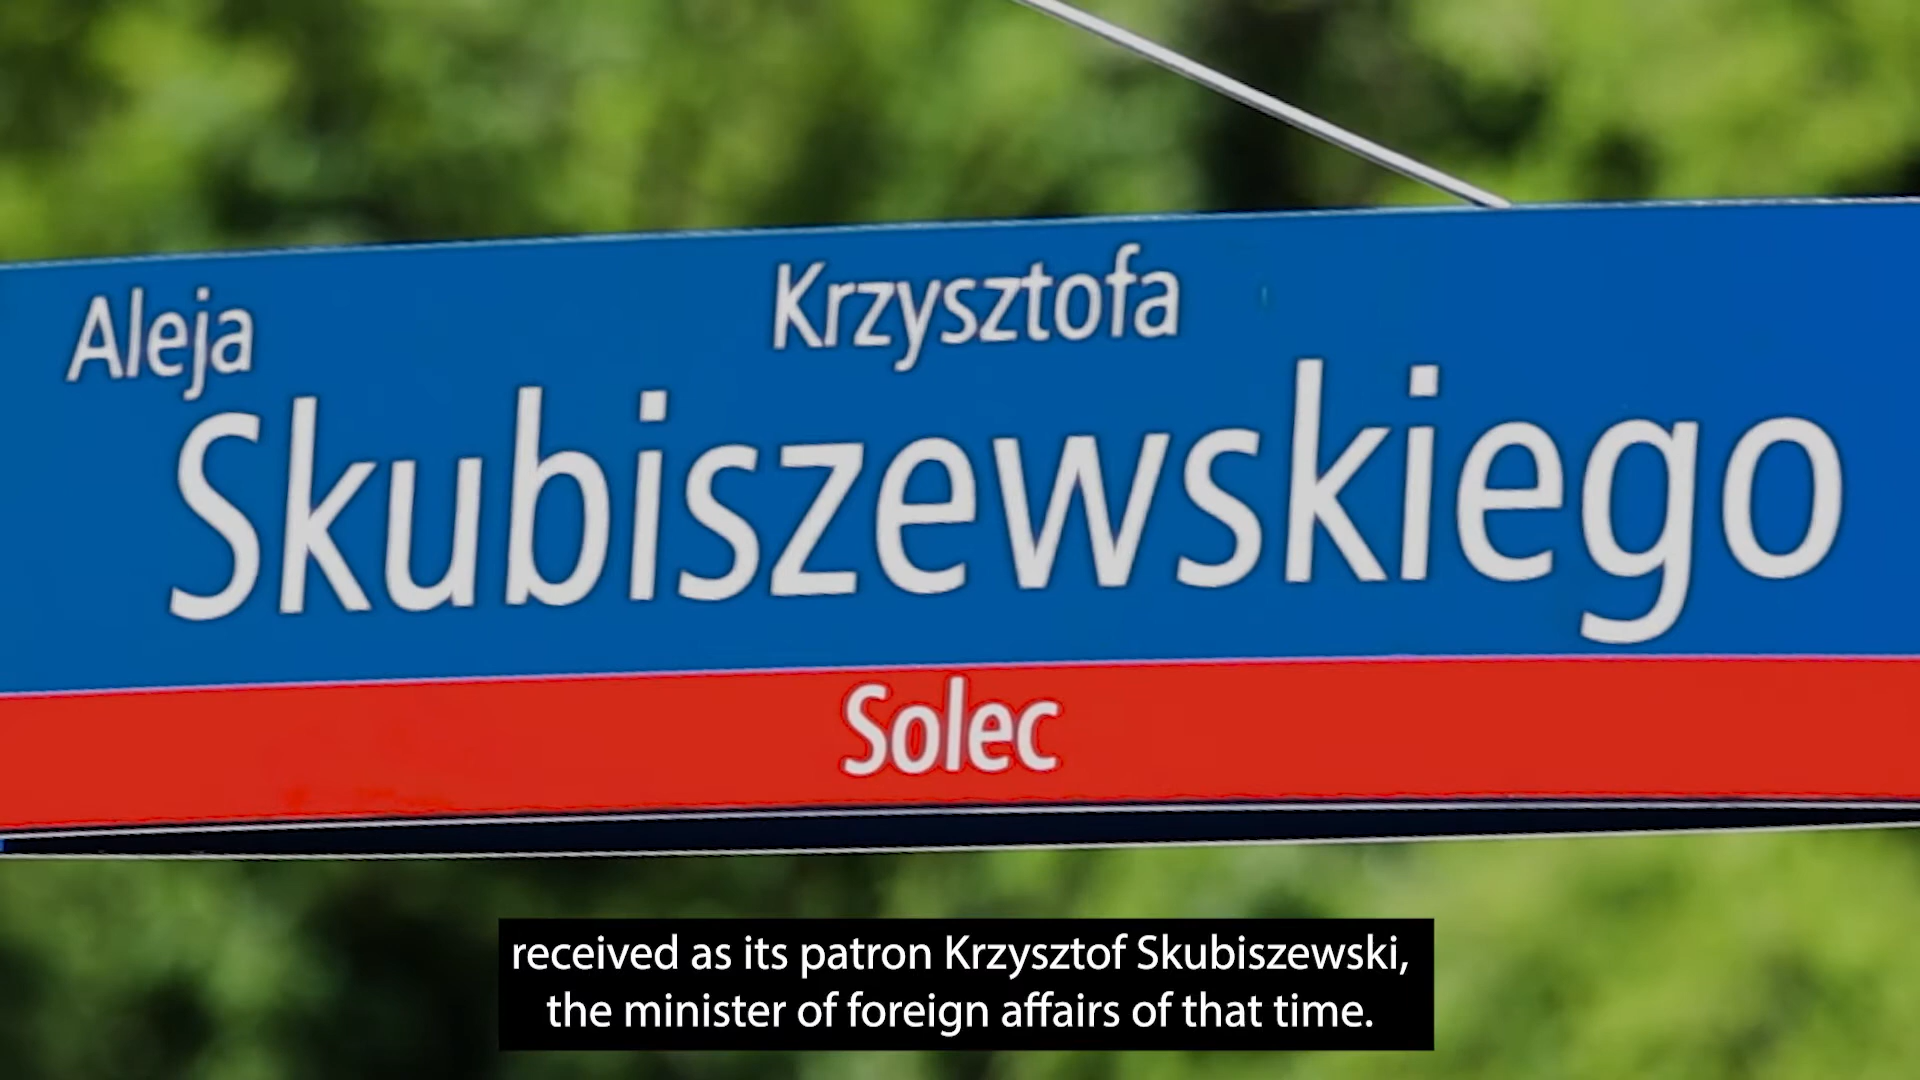 Aleja Krzysztofa
Skubiszewskiego
Solec
received as its patron Krzysztof Skubiszewski,
the minister of foreign affairs of that time.